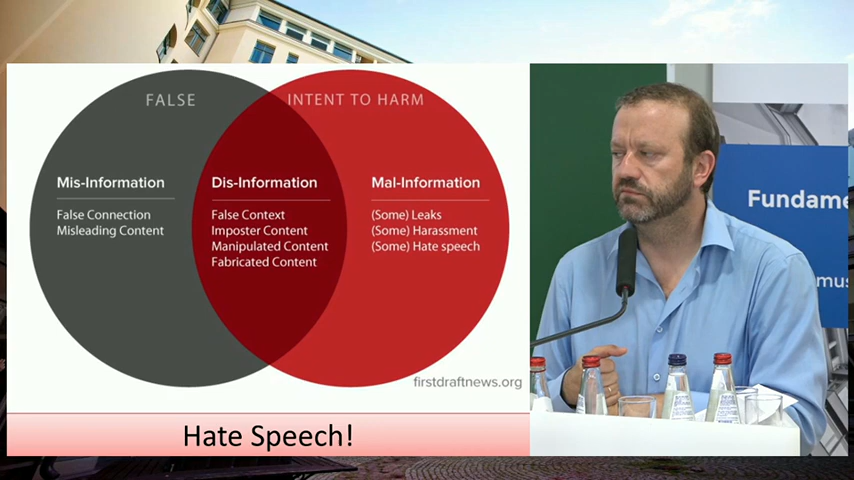 FALSE
INTENT TO HARM
Mis-Information
False Connection
Misleading Content
Dis-Information
False Context
Imposter Content
Manipulated Content
Fabricated Content
Mal-Information
(Some) Leaks
(Some) Harassment
(Some) Hate speech
firstdraftnews.org
Hate Speech!
Fundame
mus